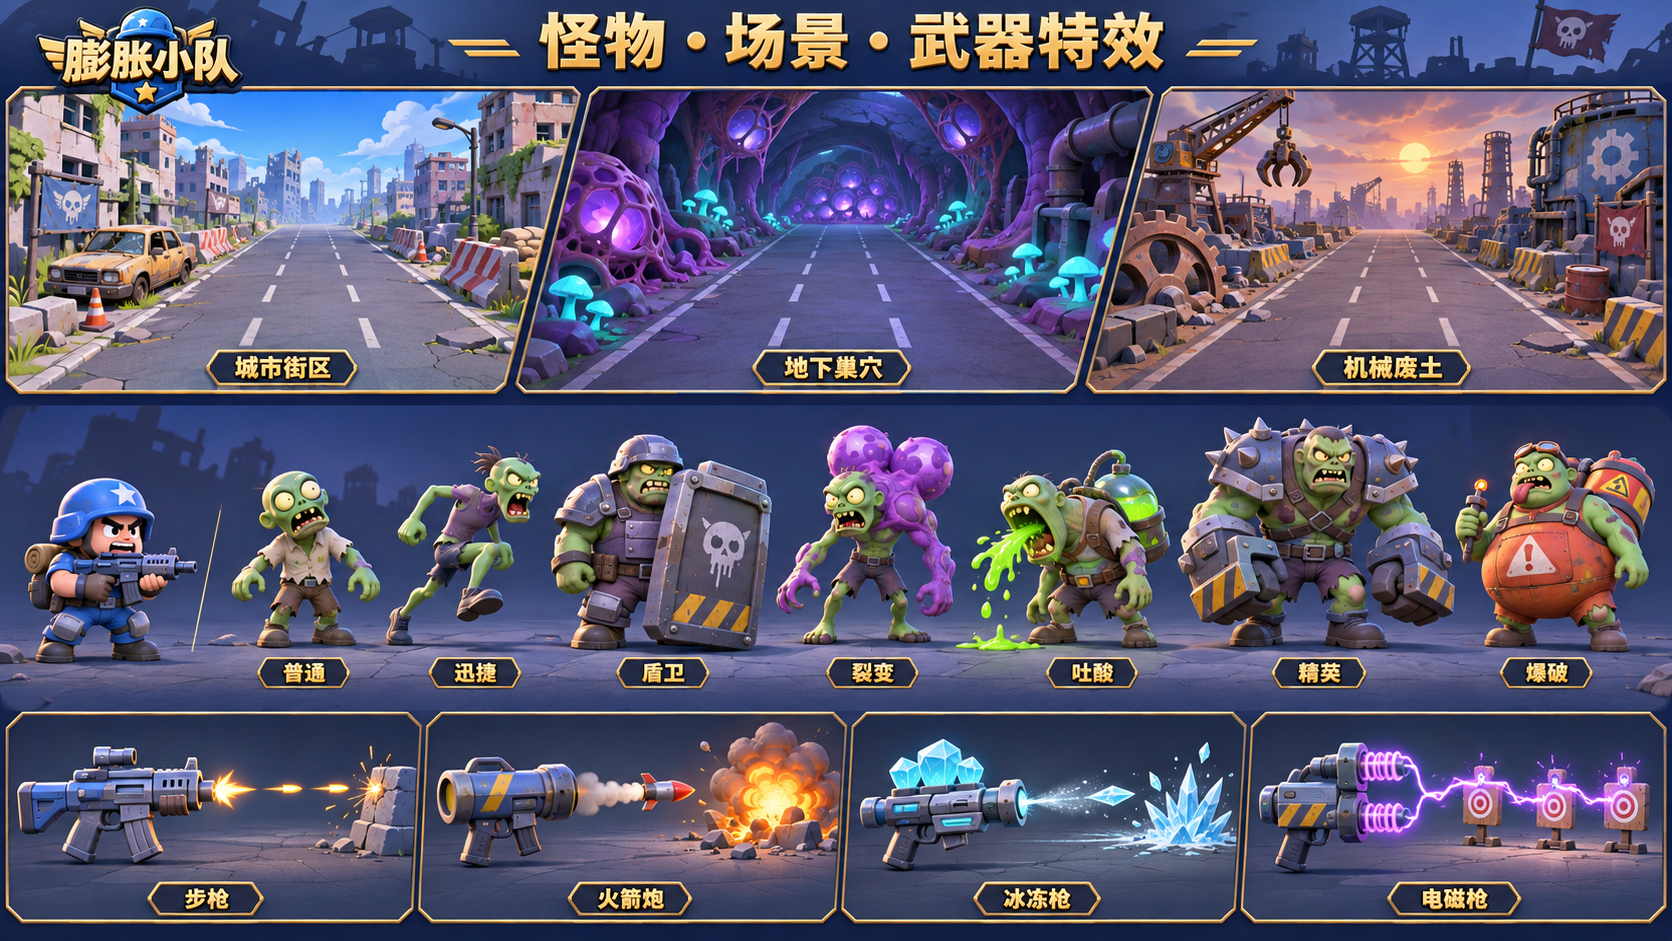 膨胀小队
怪物·场景·武器特效
城市街区
地下巢穴
机械废土
普通
迅捷
盾卫
裂变
吐酸
精英
爆破
步枪
火箭炮
冰冻枪
电磁枪